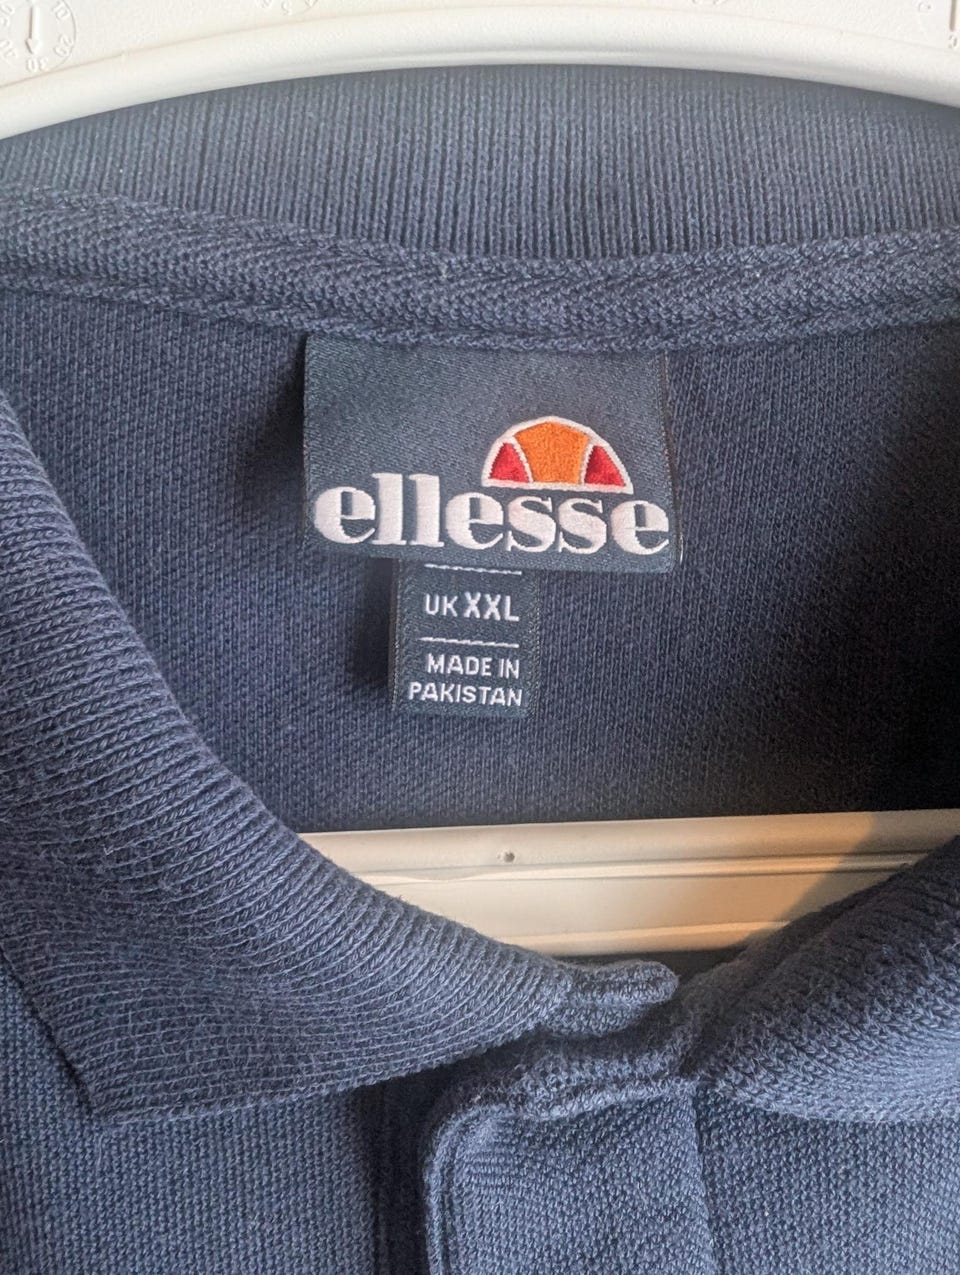 ellesse
UK XXL
MADE IN
PAKISTAN